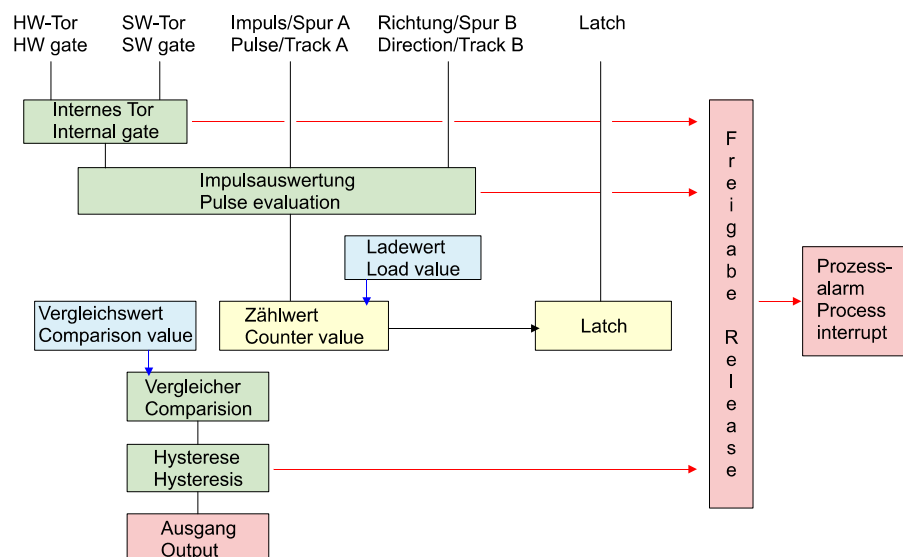 HW-Tor
HW gate
SW-Tor
SW gate
Impuls/Spur A
Pulse/Track A
Richtung/Spur B
Direction/Track B
Latch
Internes Tor
Internal gate
Impulsauswertung
Pulse evaluation
Ladewert
Load value
Vergleichswert
Comparison value
Zählwert
Counter value
Latch
Vergleicher
Comparision
Hysterese
Hysteresis
Ausgang
Output
Freigabe Release
Prozess-
alarm
Process
interrupt